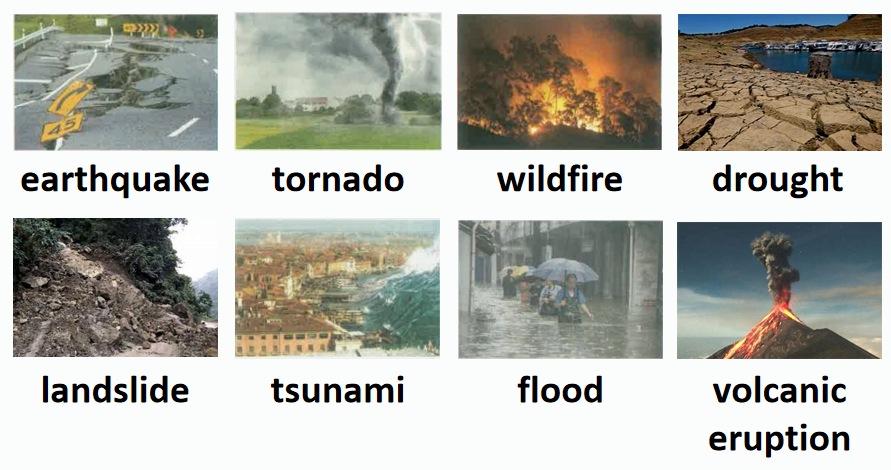 earthquake tornado wildfire drought
landslide tsunami flood volcanic
eruption